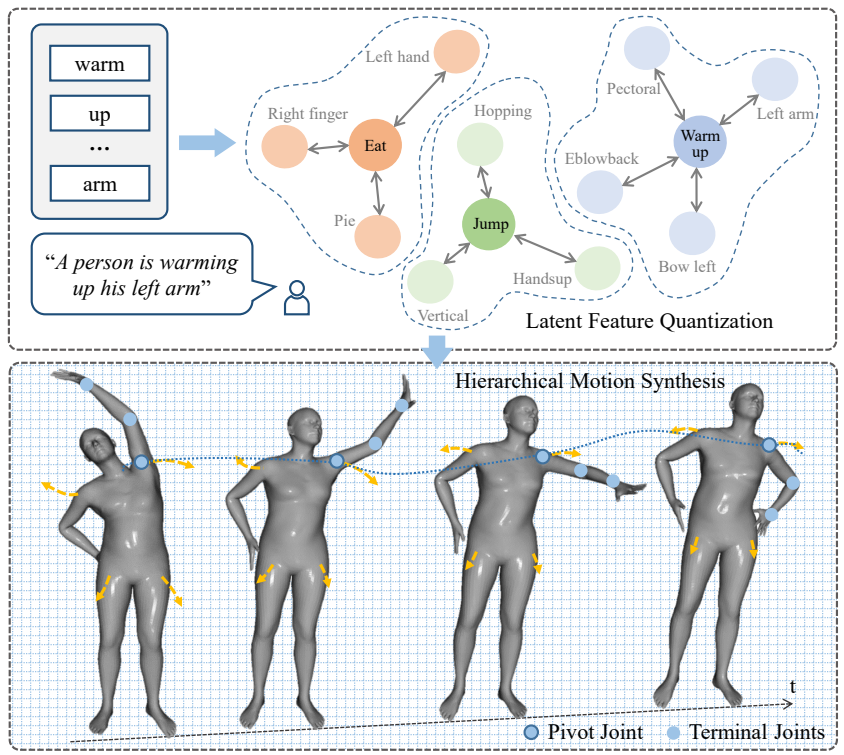 warm
up
...
arm
“A person is warming
up his left arm”
Left hand
Right finger
Eat
Pie
Hopping
Jump
Vertical
Handsup
Pectoral
Left arm
Warm
up
Eblowback
Bow left
Latent Feature Quantization
Hierarchical Motion Synthesis
t
Pivot Joint
Terminal Joints